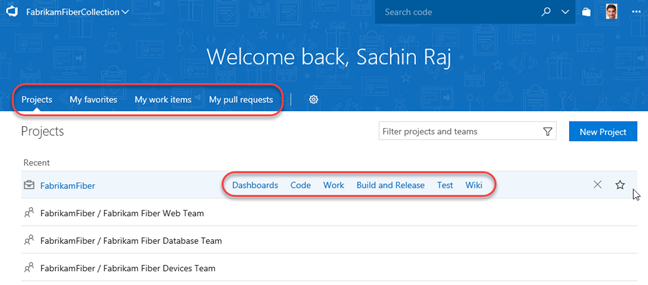 FabrikamFiberCollection
Search code
Welcome back, Sachin Raj
Projects My favorites My work items My pull requests
Projects
Filter projects and teams
New Project
Recent
FabrikamFiber Dashboards Code Work Build and Release Test Wiki
FabrikamFiber / Fabrikam Fiber Web Team
FabrikamFiber / Fabrikam Fiber Database Team
FabrikamFiber / Fabrikam Fiber Devices Team